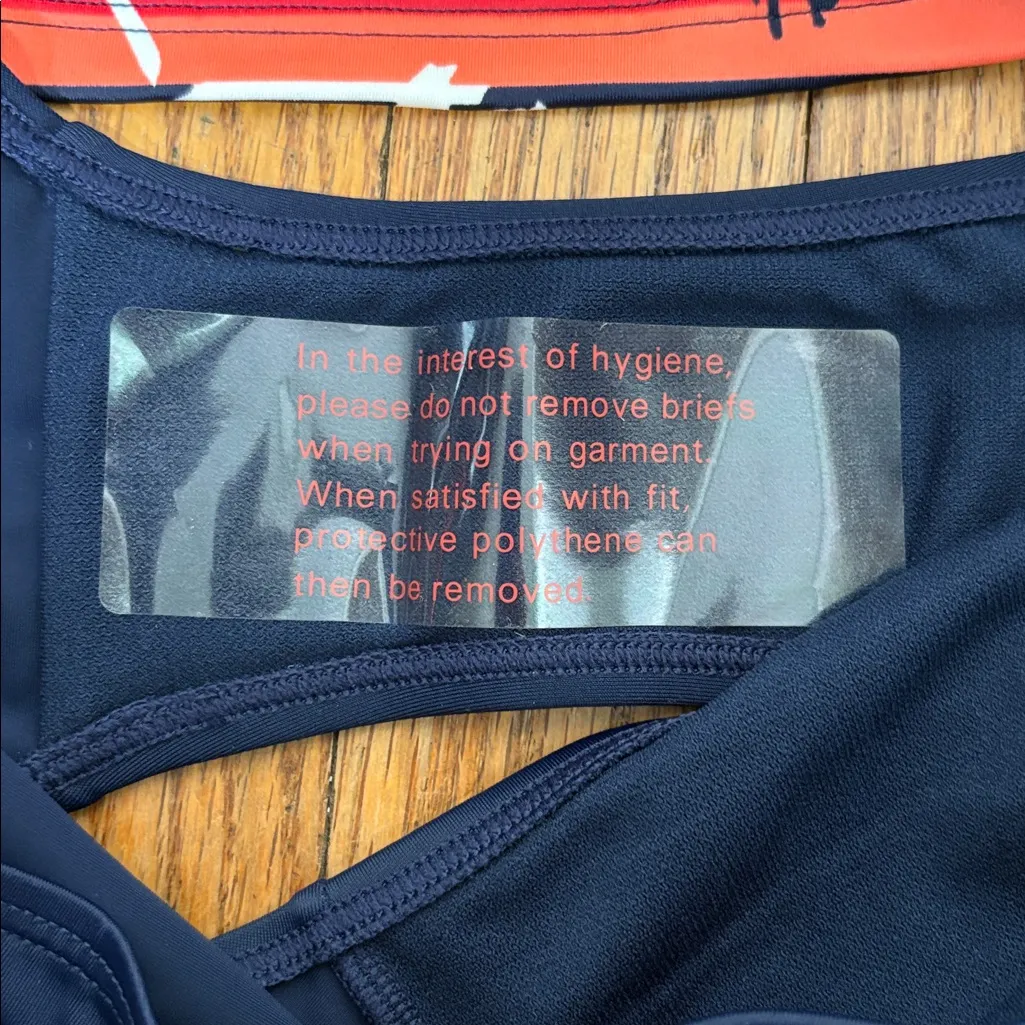 In the interest of hygiene,
please do not remove briefs
when trying on garment.
When satisfied with fit,
protective polythene can
then be removed.